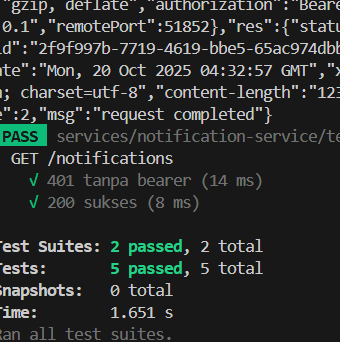 "gzip, deflate","authorization":"Beare
0.1","remotePort":51852},"res":{"statu
id":"2f9f997b-7719-4619-bbe5-65ac974dbb
ate":"Mon, 20 Oct 2025 04:32:57 GMT","x
n; charset=utf-8","content-length":"123
e":2,"msg":"request completed"}
PASS services/notification-service/te
GET /notifications
√ 401 tanpa bearer (14 ms)
√ 200 sukses (8 ms)
Test Suites: 2 passed, 2 total
Tests: 5 passed, 5 total
Snapshots: 0 total
Time: 1.651 s
Ran all test suites.